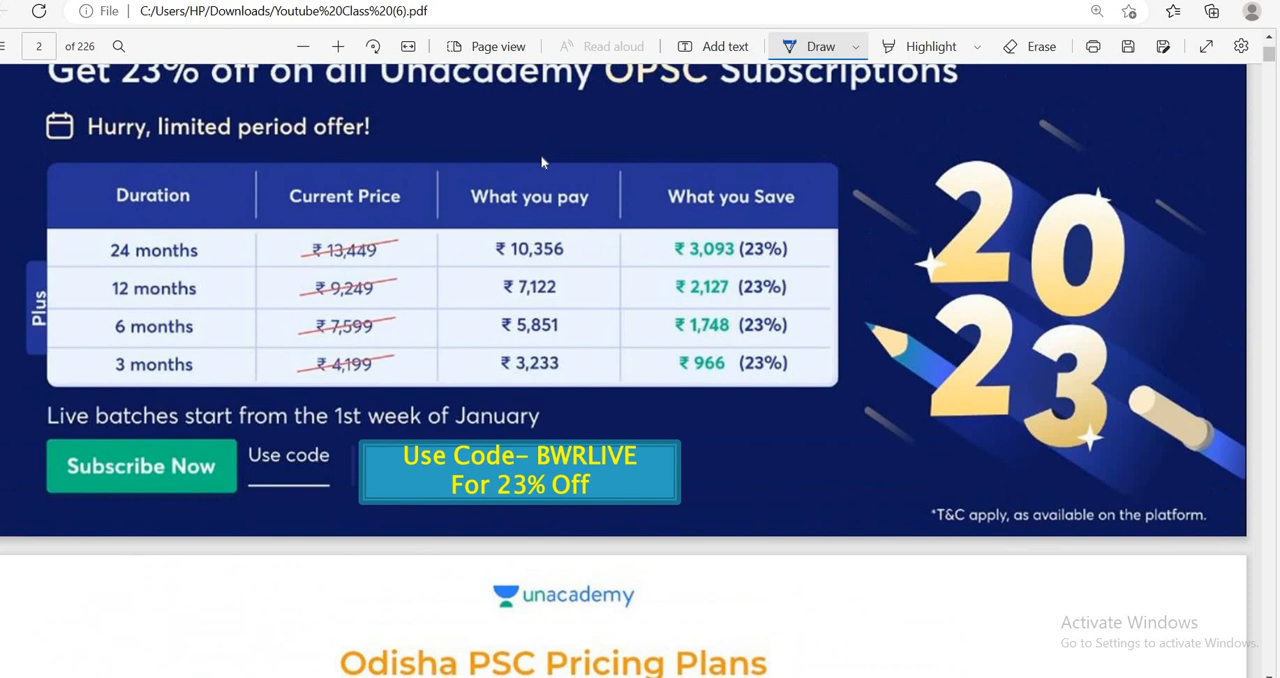 File
C:/Users/HP/Downloads/Youtube%20Class%20(6).pdf
2 of 226
Page view
Read aloud
Add text
Draw
Highlight
Erase
Get 23% off on all Unacademy OPSC Subscriptions
Hurry, limited period offer!
Duration Current Price What you pay What you Save
Plus
24 months ₹ 13,449 ₹ 10,356 ₹ 3,093 (23%)
12 months ₹ 9,249 ₹ 7,122 ₹ 2,127 (23%)
6 months ₹ 7,599 ₹ 5,851 ₹ 1,748 (23%)
3 months ₹ 4,199 ₹ 3,233 ₹ 966 (23%)
20
23
Live batches start from the 1st week of January
Subscribe Now
Use code
Use Code- BWRLIVE
For 23% Off
*T&C apply, as available on the platform.
unacademy
Odisha PSC Pricing Plans
Activate Windows
Go to Settings to activate Windows.